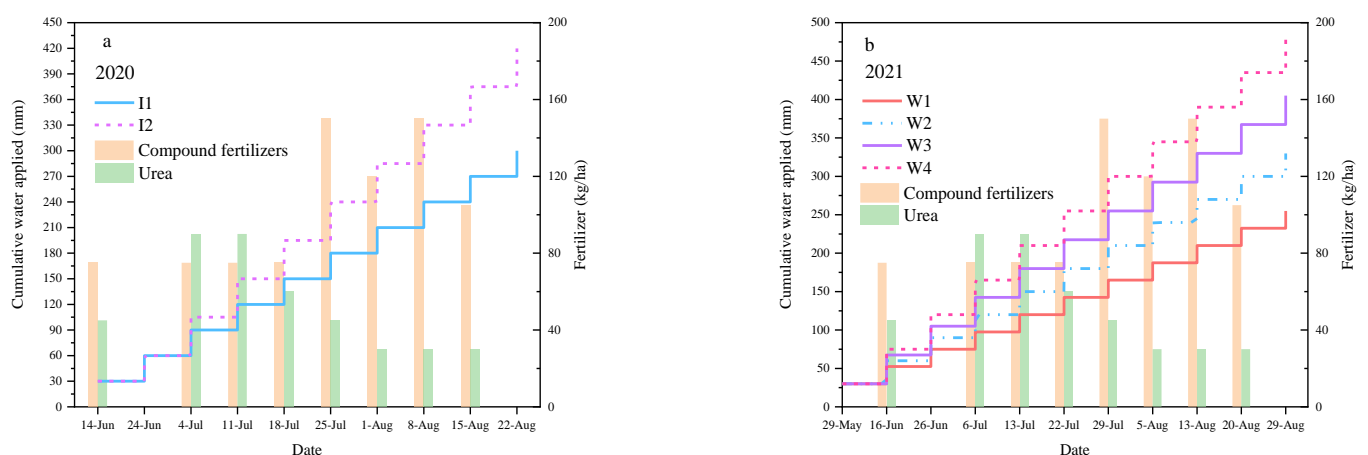 a
2020
I1
I2
Compound fertilizers
Urea
Cumulative water applied (mm)
450
420
390
360
330
300
270
240
210
180
150
120
90
60
30
0
200
160
120
80
40
0
Fertilizer (kg/ha)
14-Jun 24-Jun 4-Jul 11-Jul 18-Jul 25-Jul 1-Aug 8-Aug 15-Aug 22-Aug
Date
b
2021
W1
W2
W3
W4
Compound fertilizers
Urea
Cumulative water applied (mm)
500
450
400
350
300
250
200
150
100
50
0
200
160
120
80
40
0
Fertilizer (kg/ha)
29-May 16-Jun 26-Jun 6-Jul 13-Jul 22-Jul 29-Jul 5-Aug 13-Aug 20-Aug 29-Aug
Date